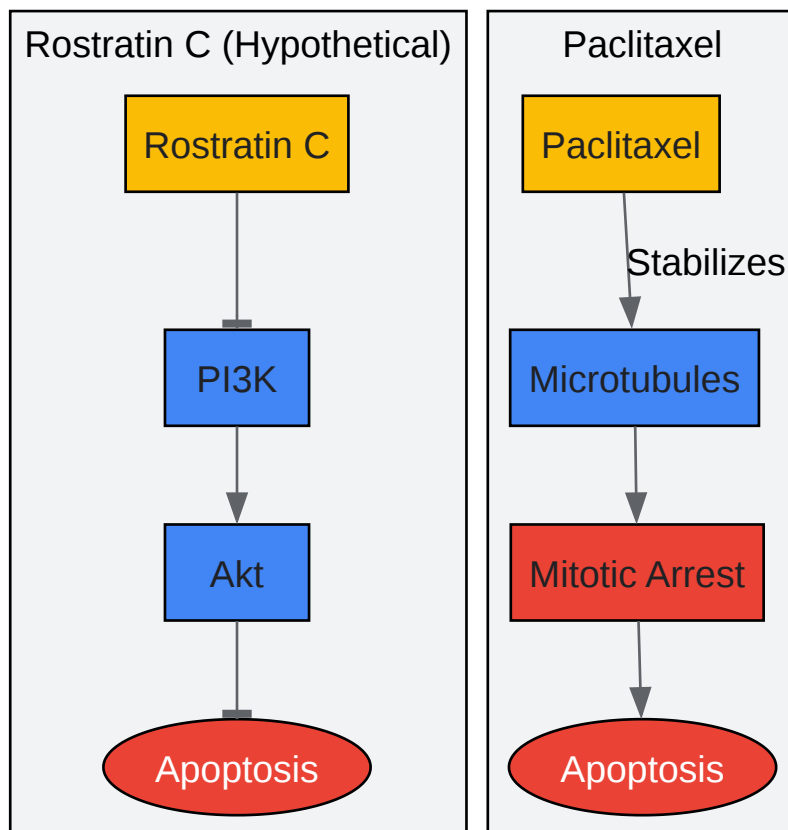 Rostratin C (Hypothetical)
Rostratin C
PI3K
Akt
Apoptosis
Paclitaxel
Paclitaxel
Stabilizes
Microtubules
Mitotic Arrest
Apoptosis